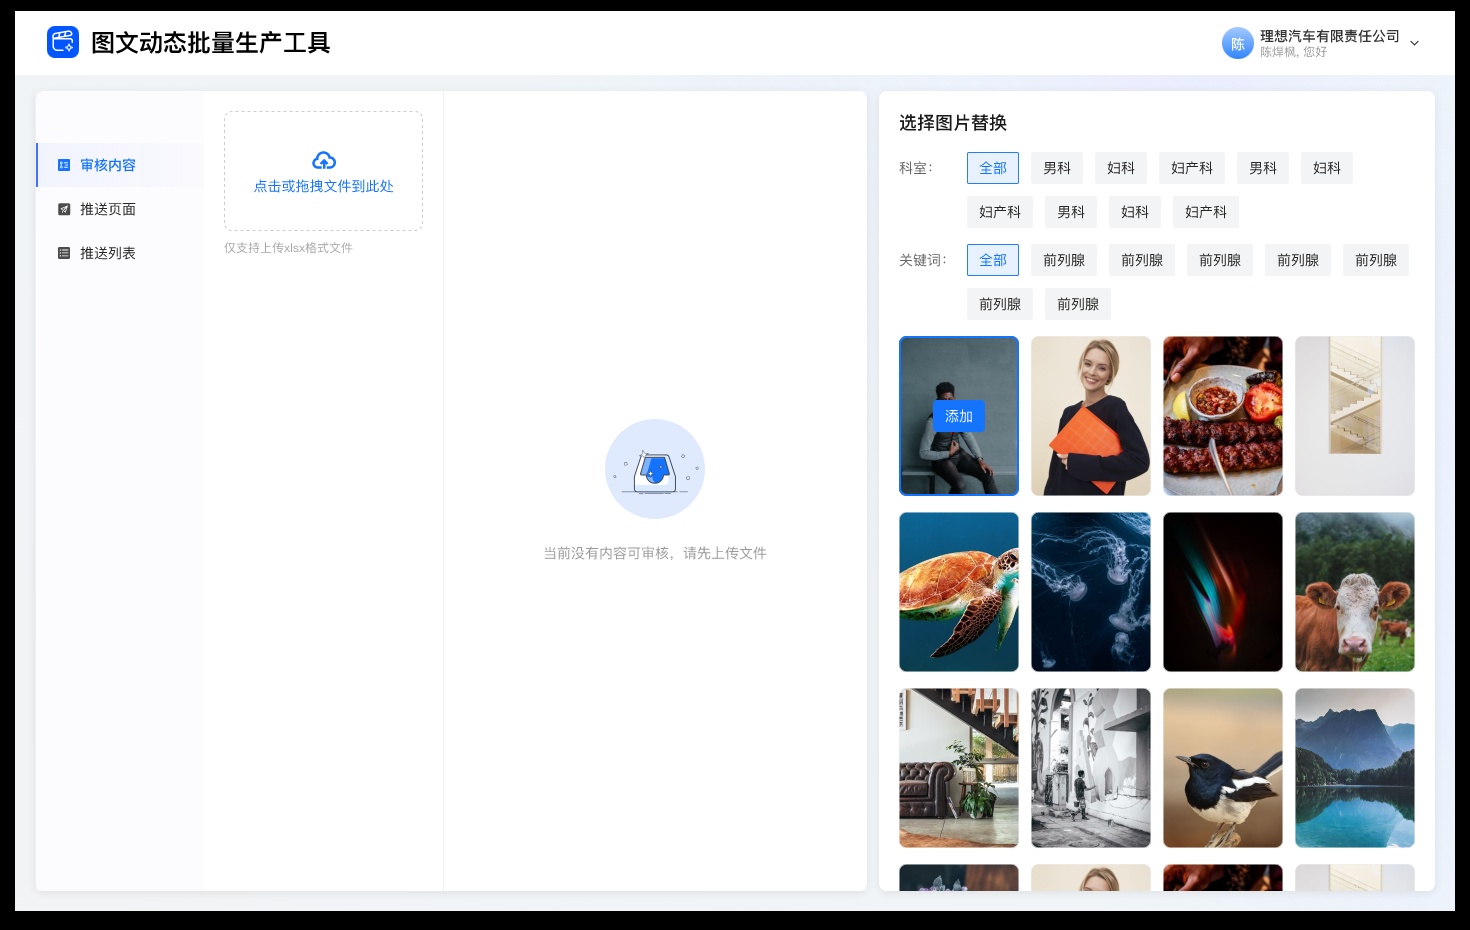 图文动态批量生产工具
陈
理想汽车有限责任公司
陈焊枫, 您好
审核内容
推送页面
推送列表
点击或拖拽文件到此处
仅支持上传xlsx格式文件
当前没有内容可审核，请先上传文件
选择图片替换
科室：
全部
男科
妇科
妇产科
男科
妇科
妇产科
男科
妇科
妇产科
关键词：
全部
前列腺
前列腺
前列腺
前列腺
前列腺
前列腺
前列腺
添加